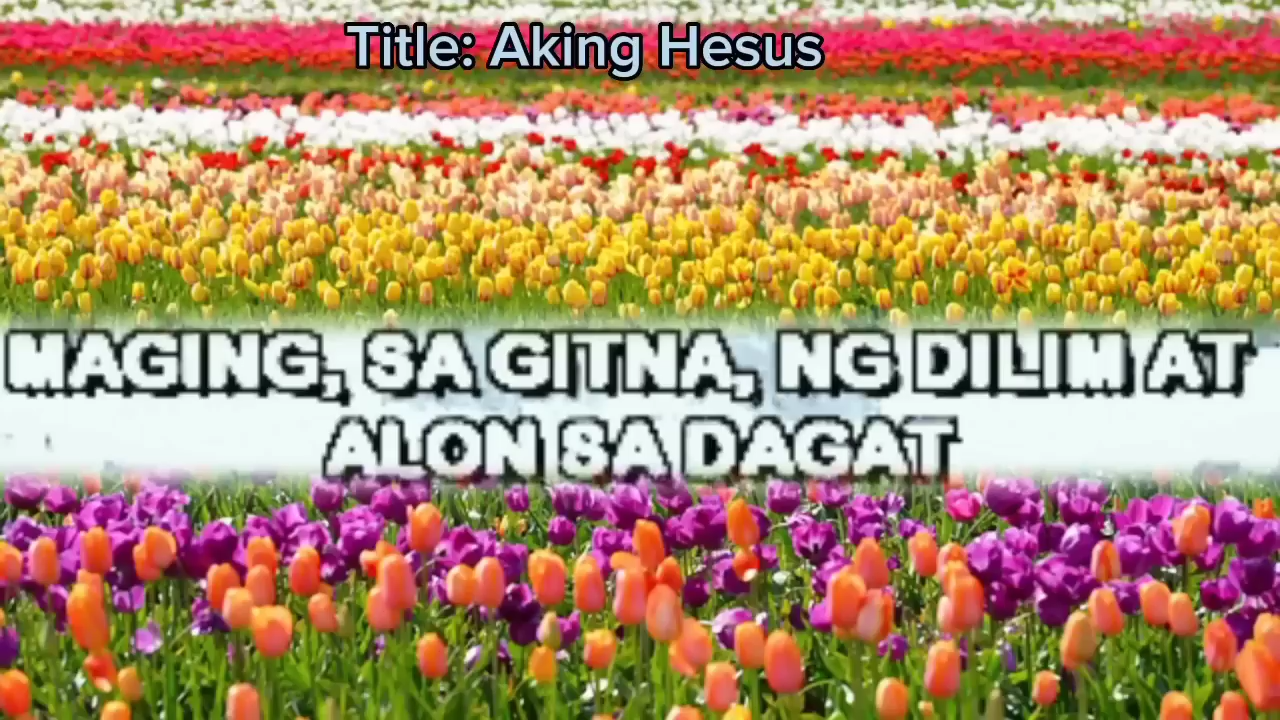 Title: Aking Hesus
MAGING, SA GITNA, NG DILIM AT
ALON SA DAGAT